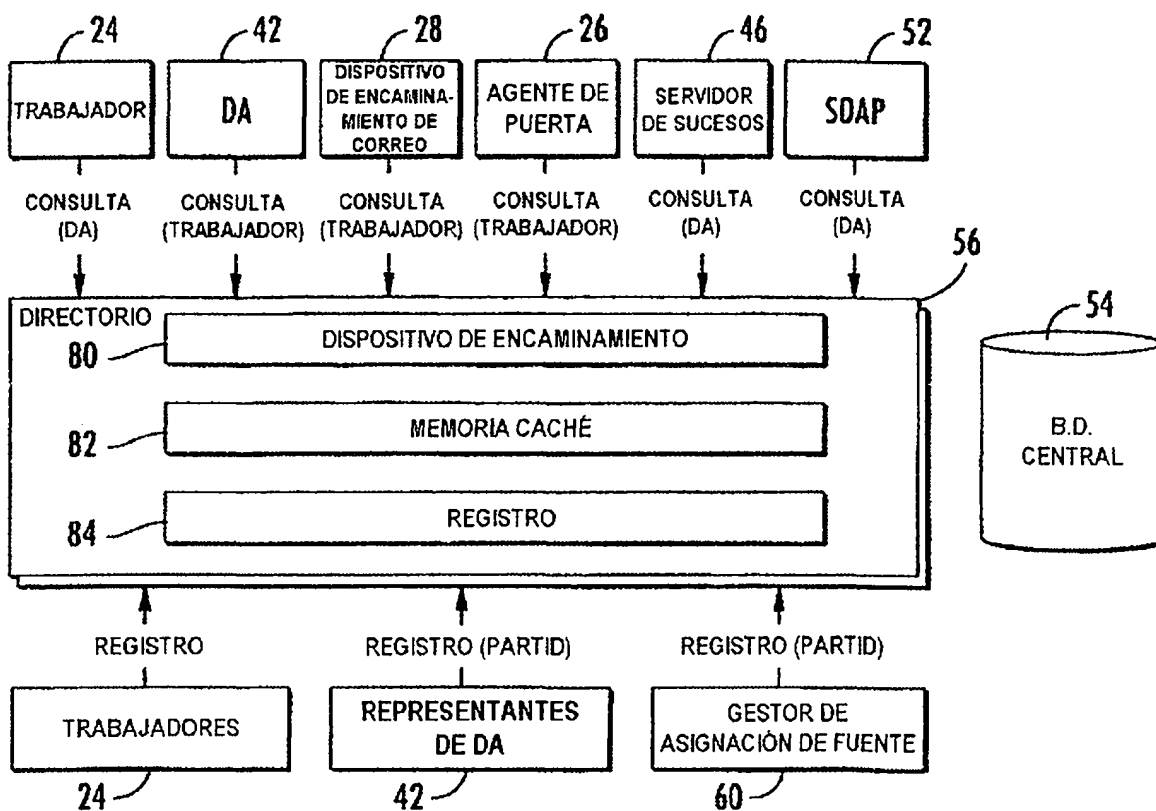 24
42
28
26
46
52
TRABAJADOR
DA
DISPOSITIVO
DE ENCAMINA-
MIENTO DE
CORREO
AGENTE DE
PUERTA
SERVIDOR
DE SUCESOS
SOAP
CONSULTA
(DA)
CONSULTA
(TRABAJADOR)
CONSULTA
(TRABAJADOR)
CONSULTA
(TRABAJADOR)
CONSULTA
(DA)
CONSULTA
(DA)
56
DIRECTORIO
80
DISPOSITIVO DE ENCAMINAMIENTO
82
MEMORÍA CACHÉ
84
REGISTRO
54
B.D.
CENTRAL
REGISTRO
REGISTRO (PARTID)
REGISTRO (PARTID)
TRABAJADORES
REPRESENTANTES
DE DA
GESTOR DE
ASIGNACIÓN DE FUENTE
24
42
60